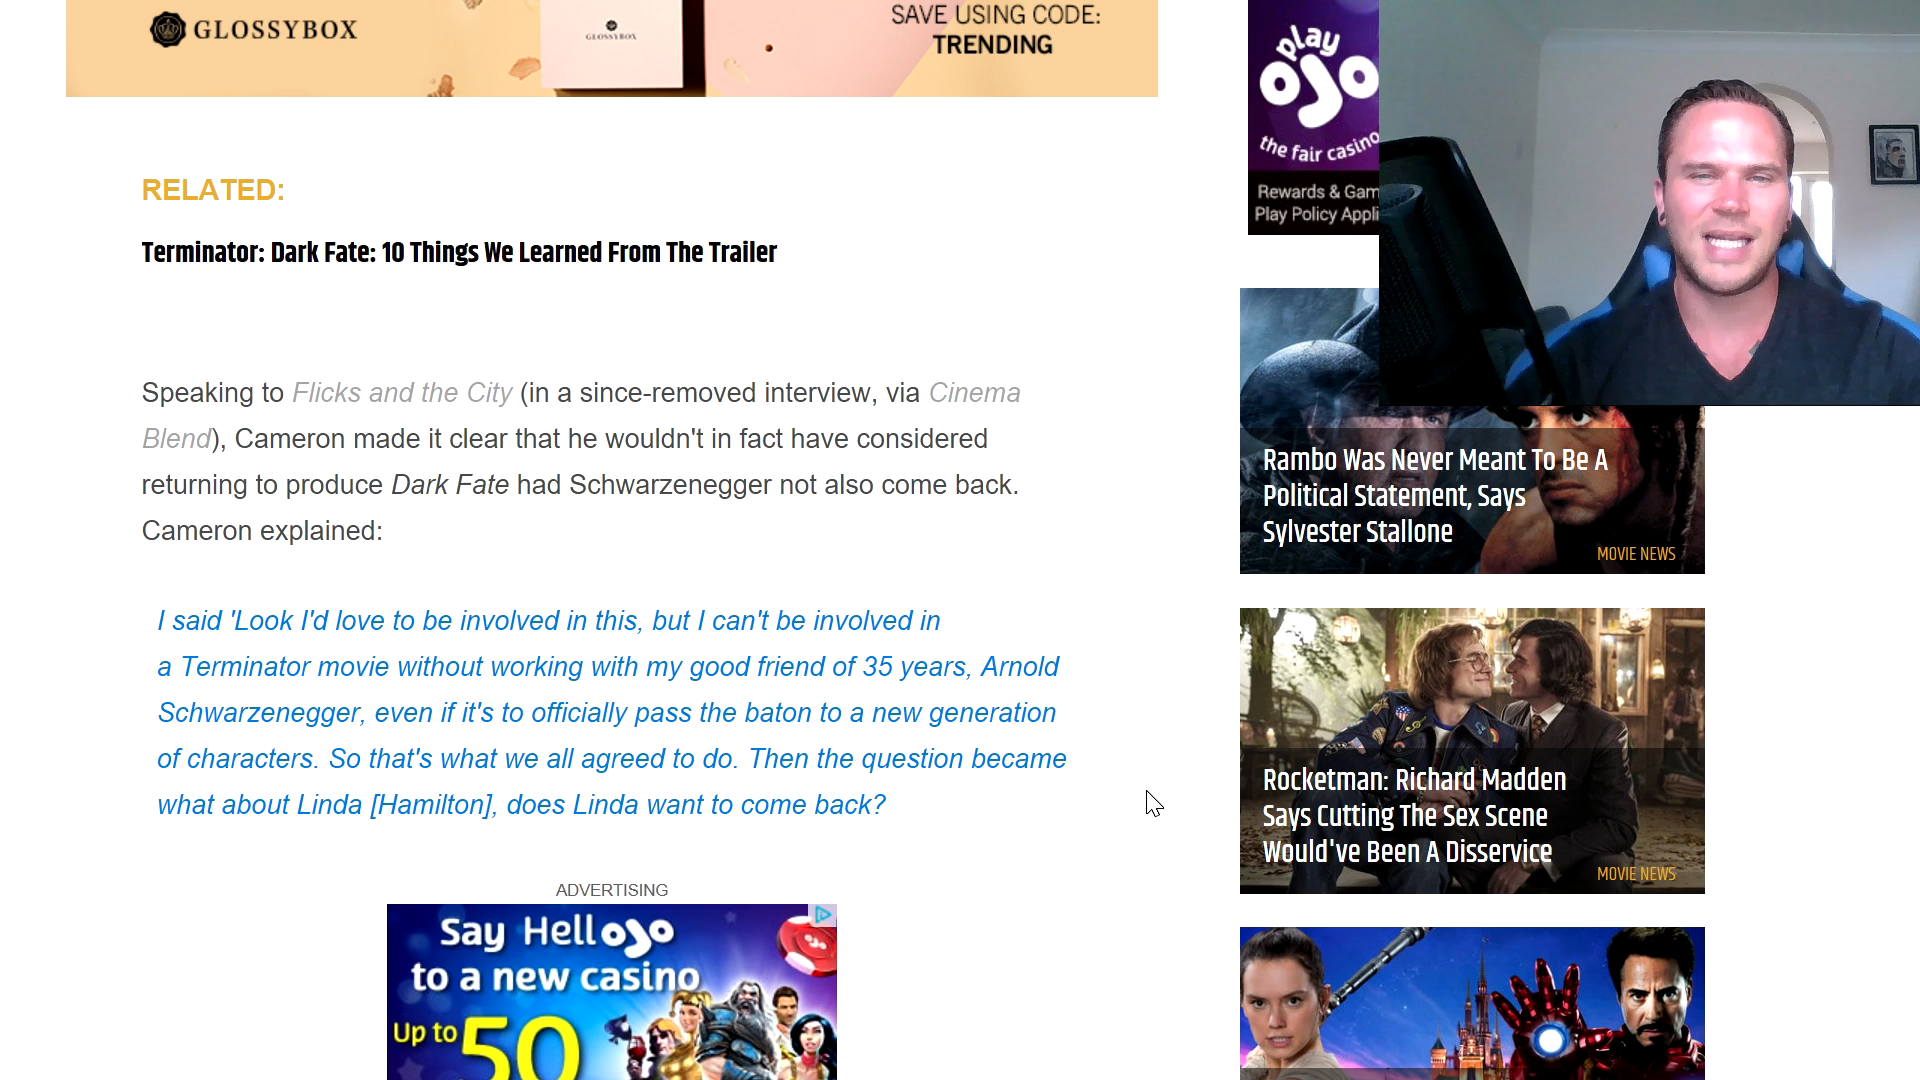 GLOSSYBOX
GLOSSYBOX
SAVE USING CODE:
TRENDING
RELATED:
Terminator: Dark Fate: 10 Things We Learned From The Trailer
Speaking to Flicks and the City (in a since-removed interview, via Cinema
Blend), Cameron made it clear that he wouldn't in fact have considered
returning to produce Dark Fate had Schwarzenegger not also come back.
Cameron explained:
I said 'Look I'd love to be involved in this, but I can't be involved in
a Terminator movie without working with my good friend of 35 years, Arnold
Schwarzenegger, even if it's to officially pass the baton to a new generation
of characters. So that's what we all agreed to do. Then the question became
what about Linda [Hamilton], does Linda want to come back?
ADVERTISING
Say Hell ojo
to a new casino
Up to 50
play
ojo
the fair casino
Rewards & Gam
Play Policy Appli
Rambo Was Never Meant To Be A
Political Statement, Says
Sylvester Stallone
MOVIE NEWS
Rocketman: Richard Madden
Says Cutting The Sex Scene
Would've Been A Disservice
MOVIE NEWS